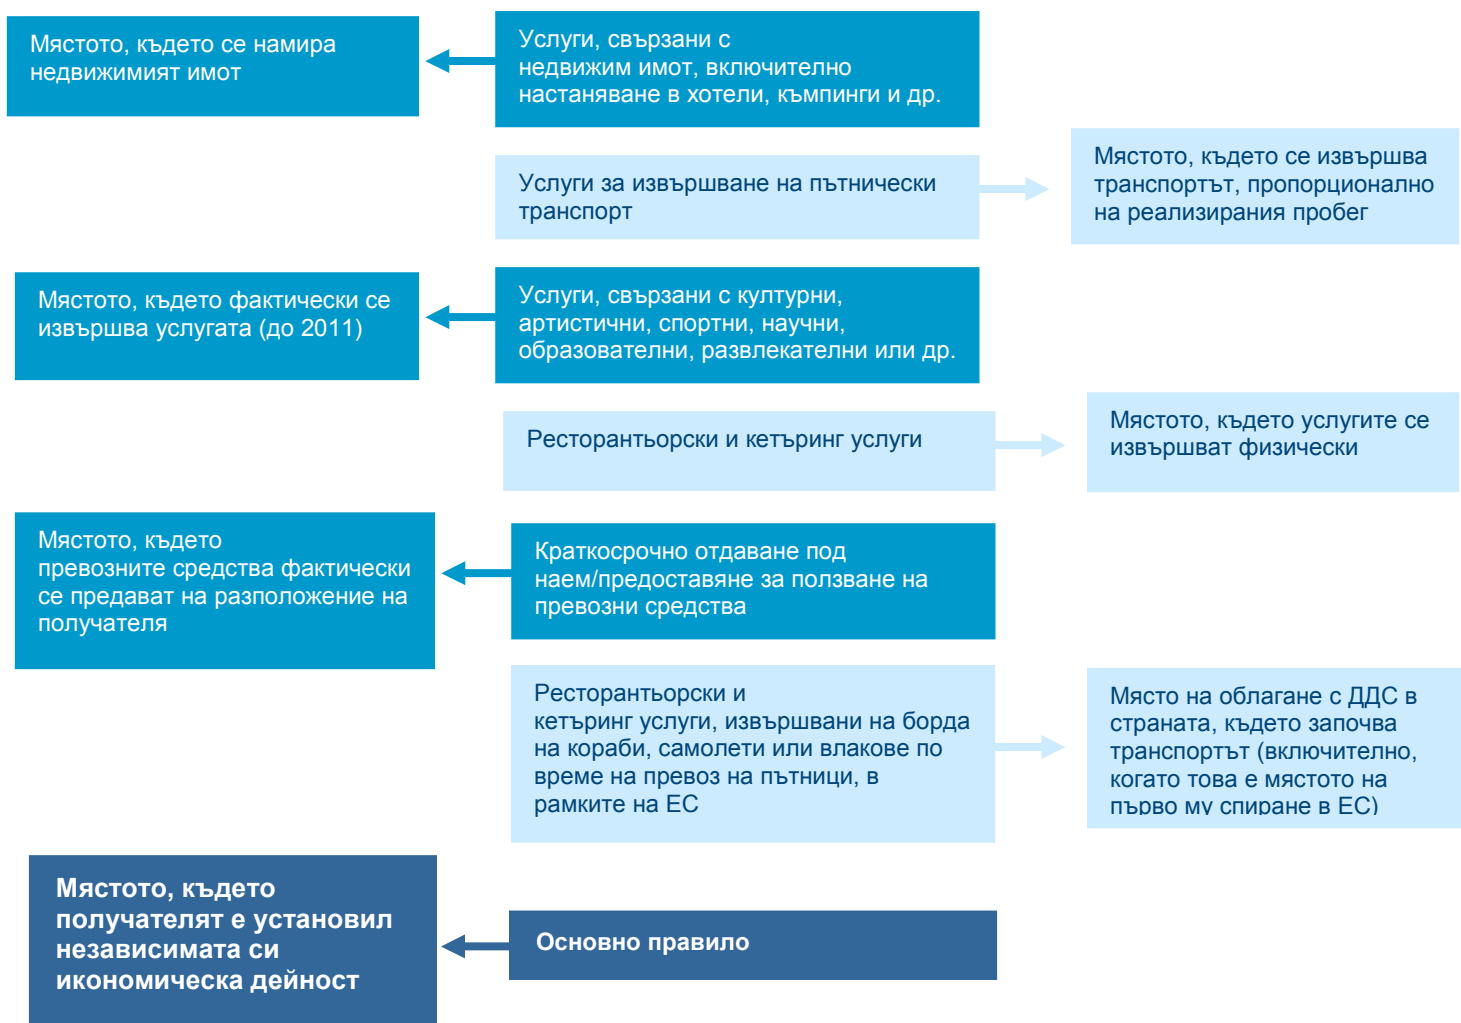 Мястото, където се намира
недвижимият имот
Услуги, свързани с
недвижим имот, включително
настаняване в хотели, къмпинги и др.
Услуги за извършване на пътнически
транспорт
Мястото, където се извършва
транспортът, пропорционално
на реализирания пробег
Мястото, където фактически се
извършва услугата (до 2011)
Услуги, свързани с културни,
артистични, спортни, научни,
образователни, развлекателни или др.
Ресторантьорски и кетъринг услуги
Мястото, където услугите се
извършват физически
Мястото, където
превозните средства фактически
се предават на разположение на
получателя
Краткосрочно отдаване под
наем/предоставяне за ползване на
превозни средства
Ресторантьорски и
кетъринг услуги, извършвани на борда
на кораби, самолети или влакове по
време на превоз на пътници, в
рамките на ЕС
Място на облагане с ДДС в
страната, където започва
транспортът (включително,
когато това е мястото на
първо му спиране в ЕС)
Мястото, където
получателят е установил
независимата си
икономическа дейност
Основно правило